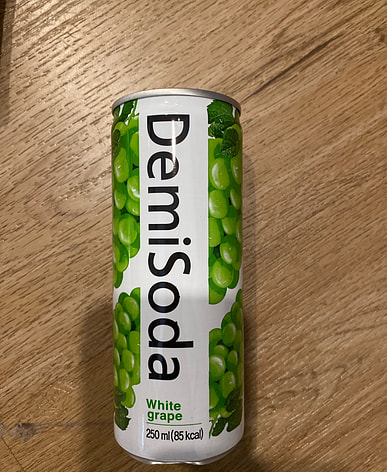 DemiSoda
White
grape
250 ml (85 kcal)